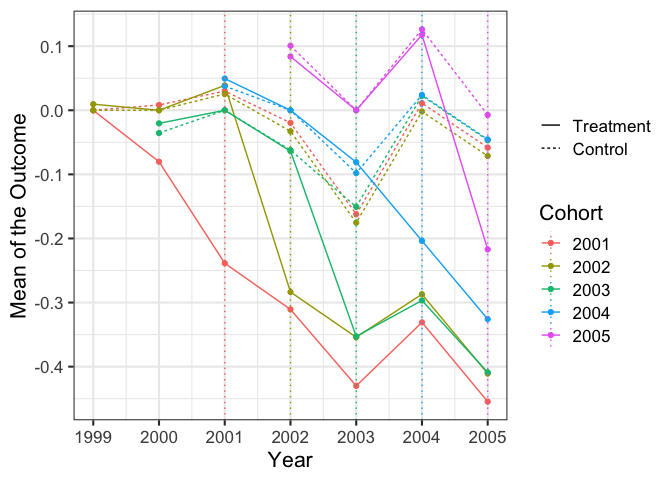 Mean of the Outcome
0.1
0.0
-0.1
-0.2
-0.3
-0.4
1999 2000 2001 2002 2003 2004 2005
Year
Treatment
Control
Cohort
2001
2002
2003
2004
2005